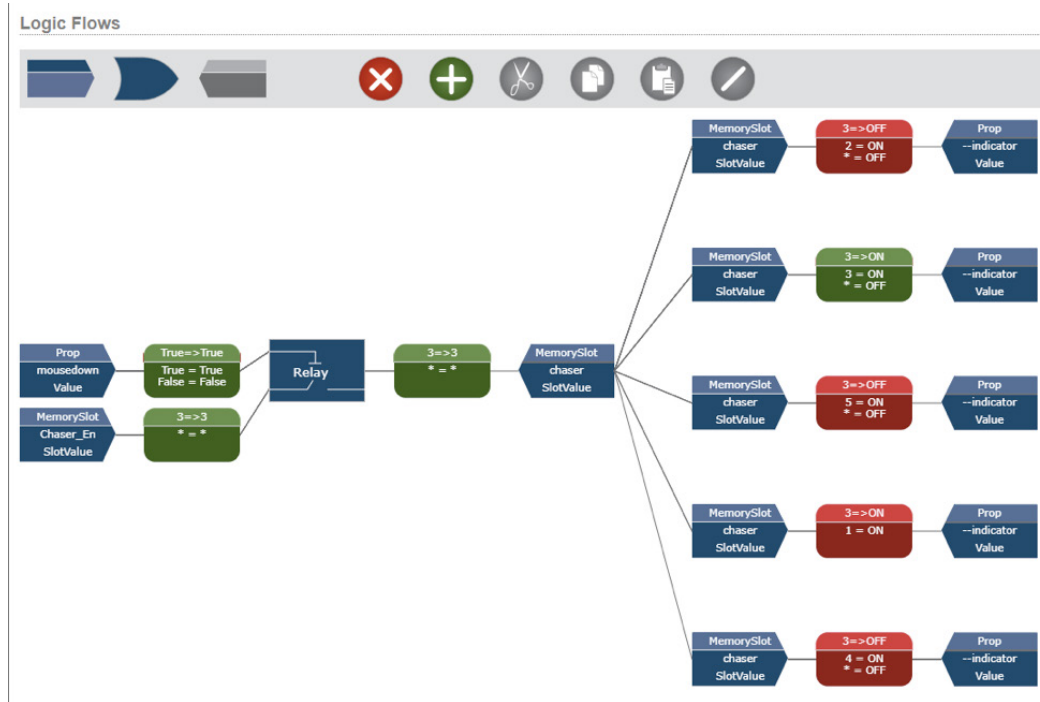 Logic Flows
MemorySlot
chaser
SlotValue
3=>OFF
2 = ON
* = OFF
Prop
--indicator
Value
MemorySlot
chaser
SlotValue
3=>ON
3 = ON
* = OFF
Prop
--indicator
Value
Prop
mousedown
Value
True=>True
True = True
False = False
MemorySlot
Chaser_En
SlotValue
3=>3
* = *
Relay
3=>3
* = *
MemorySlot
chaser
SlotValue
MemorySlot
chaser
SlotValue
3=>OFF
5 = ON
* = OFF
Prop
--indicator
Value
MemorySlot
chaser
SlotValue
3=>ON
1 = ON
Prop
--indicator
Value
MemorySlot
chaser
SlotValue
3=>OFF
4 = ON
* = OFF
Prop
--indicator
Value